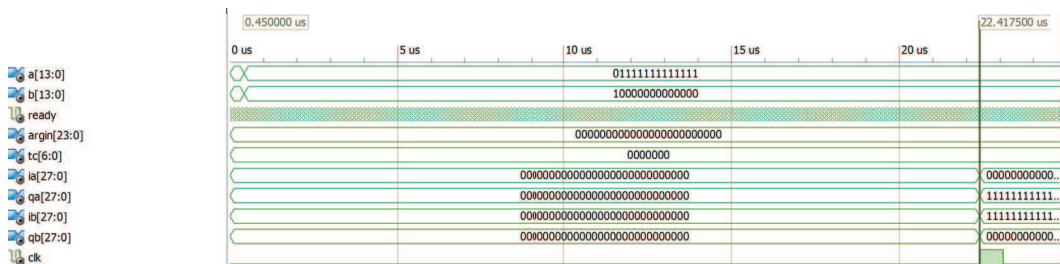 0.450000 us 22.417500 us
0 us 5 us 10 us 15 us 20 us
a[13:0] 01111111111111
b[13:0] 10000000000000
ready
argin[23:0] 000000000000000000000000
tc[6:0] 0000000
ia[27:0] 0000000000000000000000000000 00000000000...
qa[27:0] 0000000000000000000000000000 11111111111...
ib[27:0] 0000000000000000000000000000 11111111111...
qb[27:0] 0000000000000000000000000000 00000000000...
clk